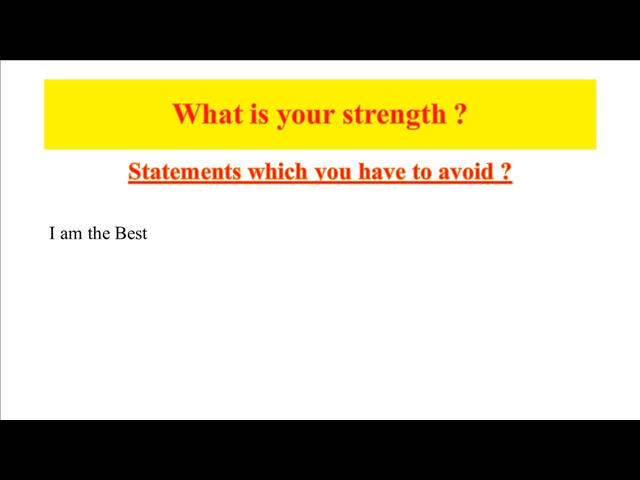 What is your strength ?
Statements which you have to avoid ?
I am the Best